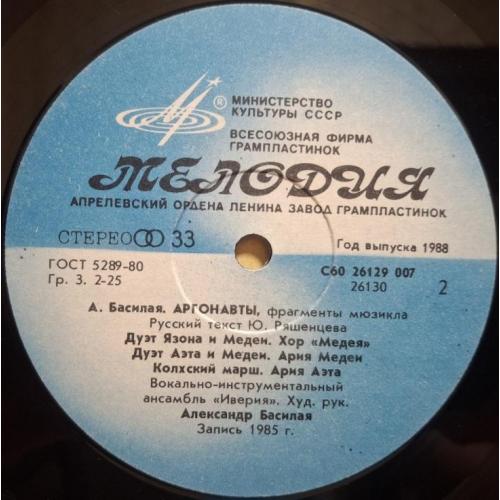 ® МИНИСТЕРСТВО
КУЛЬТУРЫ СССР
ВСЕСОЮЗНАЯ ФИРМА
ГРАМПЛАСТИНОК
МЕЛОДИЯ
АПРЕЛЕВСКИЙ ОРДЕНА ЛЕНИНА ЗАВОД ГРАМПЛАСТИНОК
СТЕРЕО 33
Год выпуска 1988
ГОСТ 5289-80
Гр. 3. 2-25
С60 26129 007
26130
2
А. Басилая. АРГОНАВТЫ, фрагменты мюзикла
Русский текст Ю. Ряшенцева
Дуэт Язона и Медеи. Хор «Медея»
Дуэт Аэта и Медеи. Ария Медеи
Колхский марш. Ария Аэта
Вокально-инструментальный
ансамбль «Иверия». Худ. рук.
Александр Басилая
Запись 1985 г.